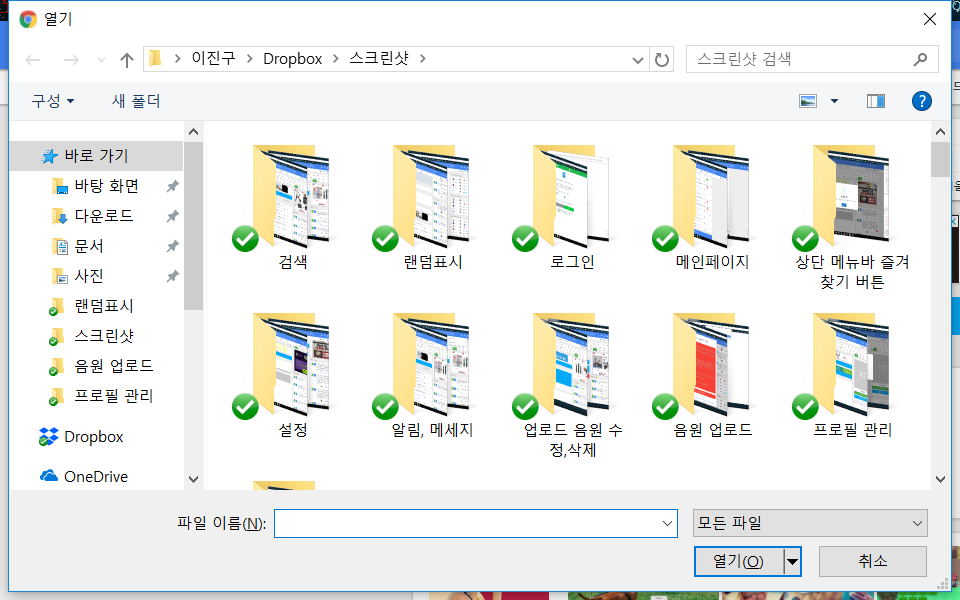 열기
이진구 > Dropbox > 스크린샷 >
스크린샷 검색
구성
새 폴더
바로 가기
바탕 화면
다운로드
문서
사진
랜덤표시
스크린샷
음원 업로드
프로필 관리
Dropbox
OneDrive
검색
랜덤표시
로그인
메인페이지
상단 메뉴바 즐겨
찾기 버튼
설정
알림, 메세지
업로드 음원 수
정,삭제
음원 업로드
프로필 관리
파일 이름(N):
모든 파일
열기(O)
취소